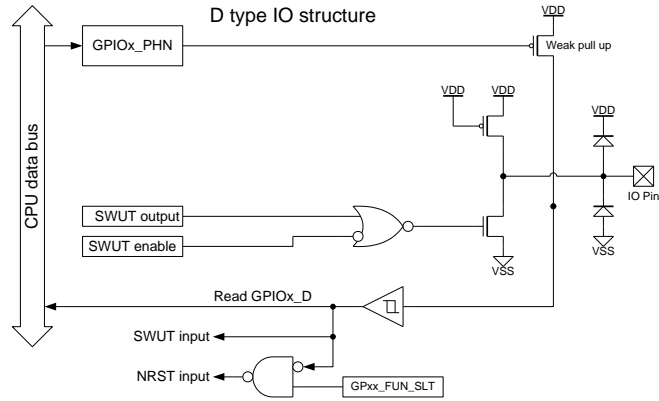 D type IO structure
VDD
GPIOx_PHN
Weak pull up
VDD
VDD
VDD
CPU data bus
IO Pin
SWUT output
SWUT enable
VSS
VSS
Read GPIOx_D
SWUT input
NRST input
GPxx_FUN_SLT